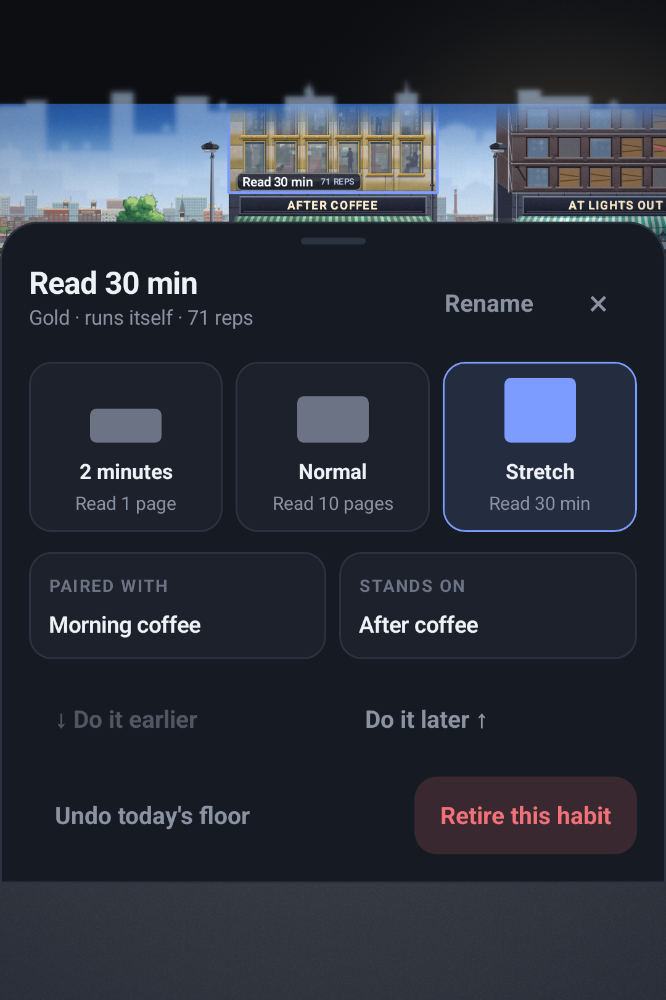 Read 30 min 71 REPS
AFTER COFFEE
AT LIGHTS OUT
Read 30 min
Gold · runs itself · 71 reps
Rename
×
2 minutes
Read 1 page
Normal
Read 10 pages
Stretch
Read 30 min
PAIRED WITH
Morning coffee
STANDS ON
After coffee
↓ Do it earlier
Do it later ↑
Undo today's floor
Retire this habit